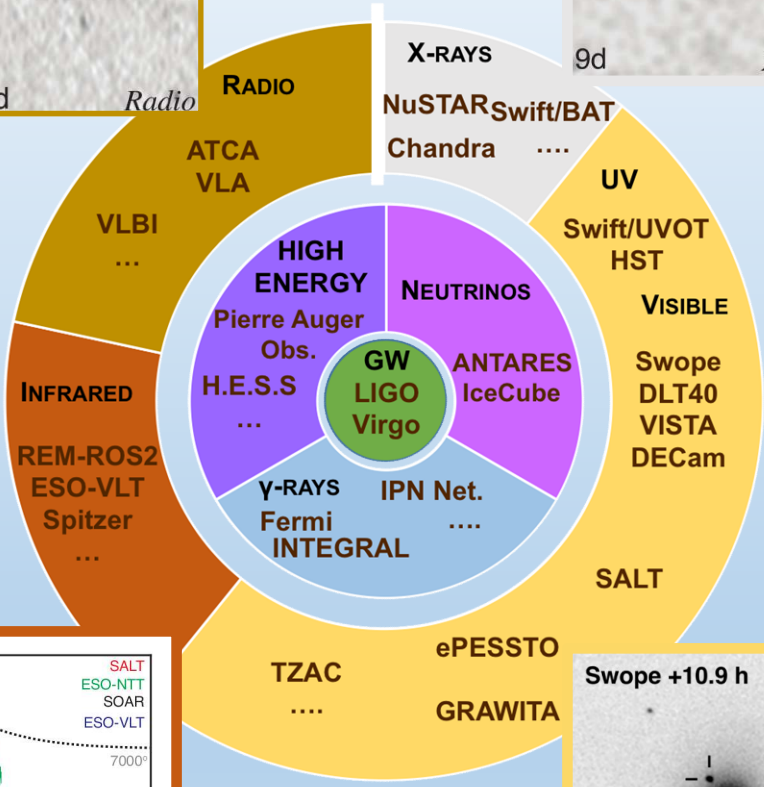 d
Radio
9d
RADIO
ATCA
VLA
VLBI
...
X-RAYS
NuSTAR
Swift/BAT
Chandra
....
UV
Swift/UVOT
HST
VISIBLE
Swope
DLT40
VISTA
DECam
SALT
ePESSTO
GRAWITA
TZAC
....
INFRARED
REM-ROS2
ESO-VLT
Spitzer
...
HIGH
ENERGY
Pierre Auger
Obs.
H.E.S.S
...
NEUTRINOS
ANTARES
IceCube
GW
LIGO
Virgo
γ-RAYS
IPN Net.
Fermi
....
INTEGRAL
SALT
ESO-NTT
SOAR
ESO-VLT
7000°
Swope +10.9 h